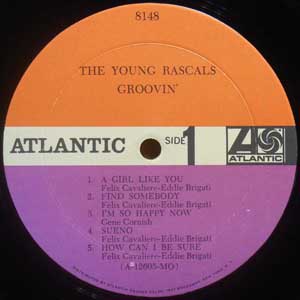 8148
THE YOUNG RASCALS
GROOVIN'
ATLANTIC
SIDE 1
ATLANTIC
1. A GIRL LIKE YOU
Felix Cavaliere-Eddie Brigati
2. FIND SOMEBODY
Felix Cavaliere-Eddie Brigati
3. I'M SO HAPPY NOW
Gene Cornish
4. SUENO
Felix Cavaliere-Eddie Brigati
5. HOW CAN I BE SURE
Felix Cavaliere-Eddie Brigati
(A-12605-MO)